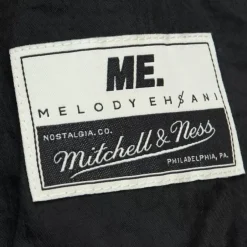 ME.
MELODY EHSANI
NOSTALGIA. CO.
Mitchell & Ness
PHILADELPHIA, PA.